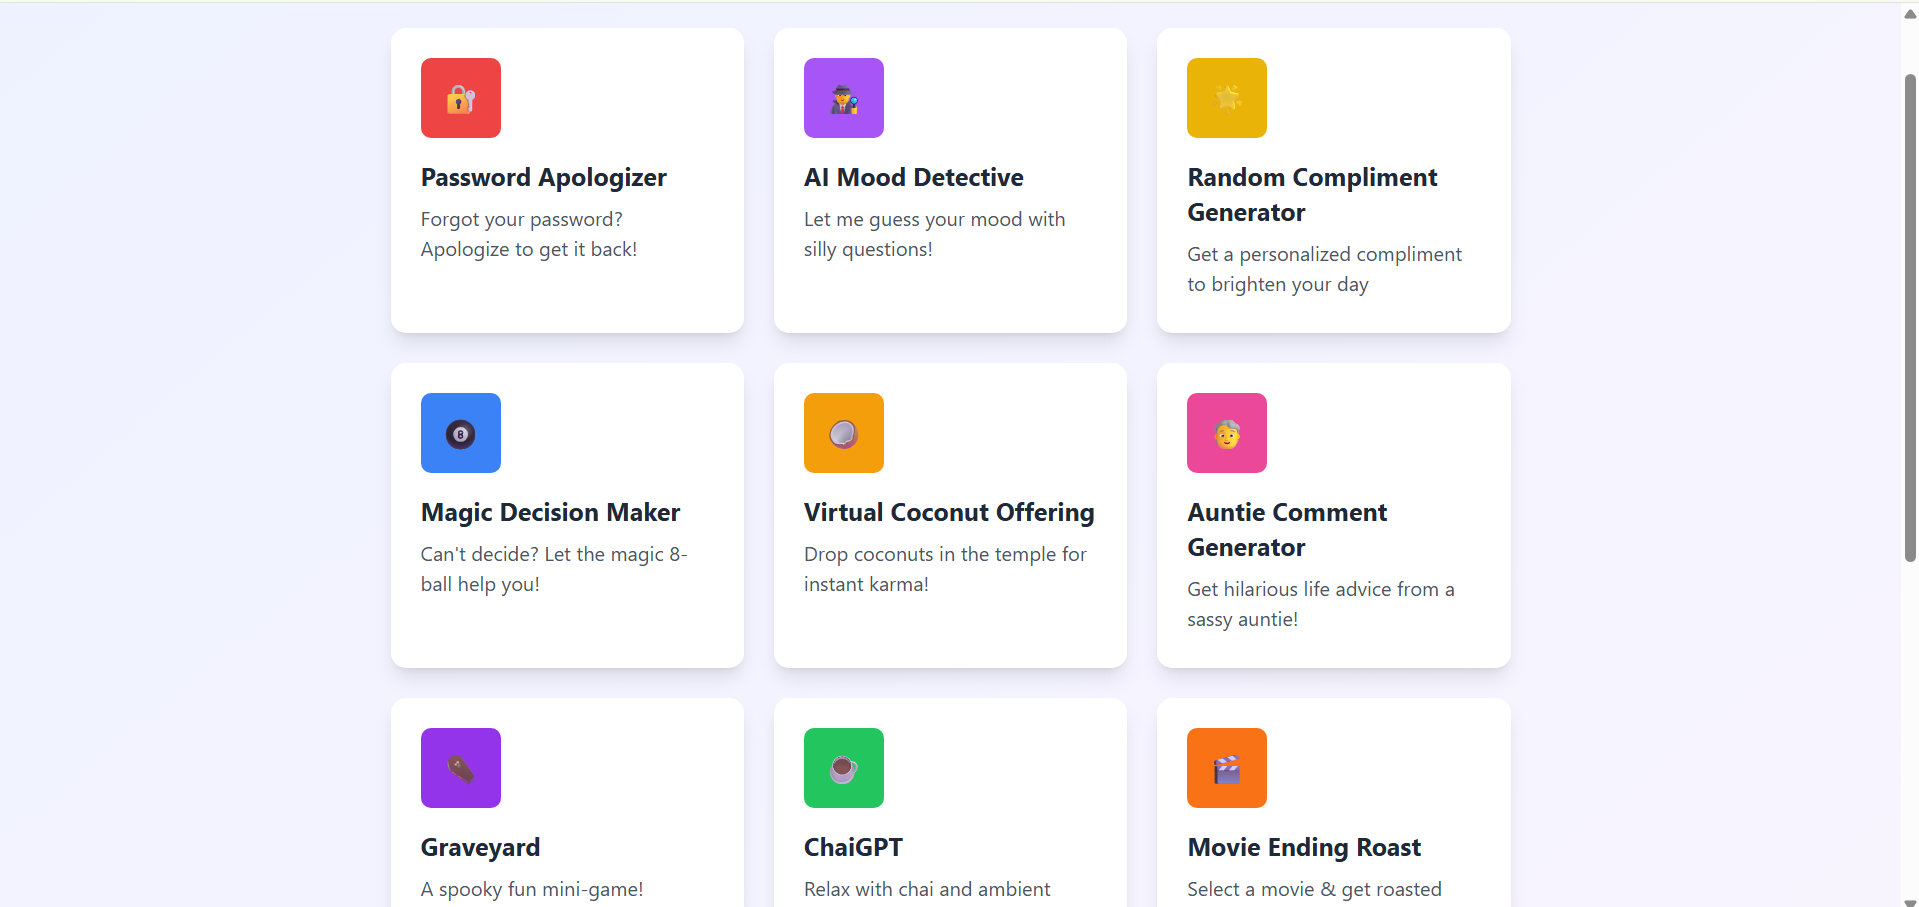 Password Apologizer
Forgot your password?
Apologize to get it back!
AI Mood Detective
Let me guess your mood with
silly questions!
Random Compliment
Generator
Get a personalized compliment
to brighten your day
8
Magic Decision Maker
Can't decide? Let the magic 8-
ball help you!
Virtual Coconut Offering
Drop coconuts in the temple for
instant karma!
Auntie Comment
Generator
Get hilarious life advice from a
sassy auntie!
Graveyard
A spooky fun mini-game!
ChaiGPT
Relax with chai and ambient
Movie Ending Roast
Select a movie & get roasted